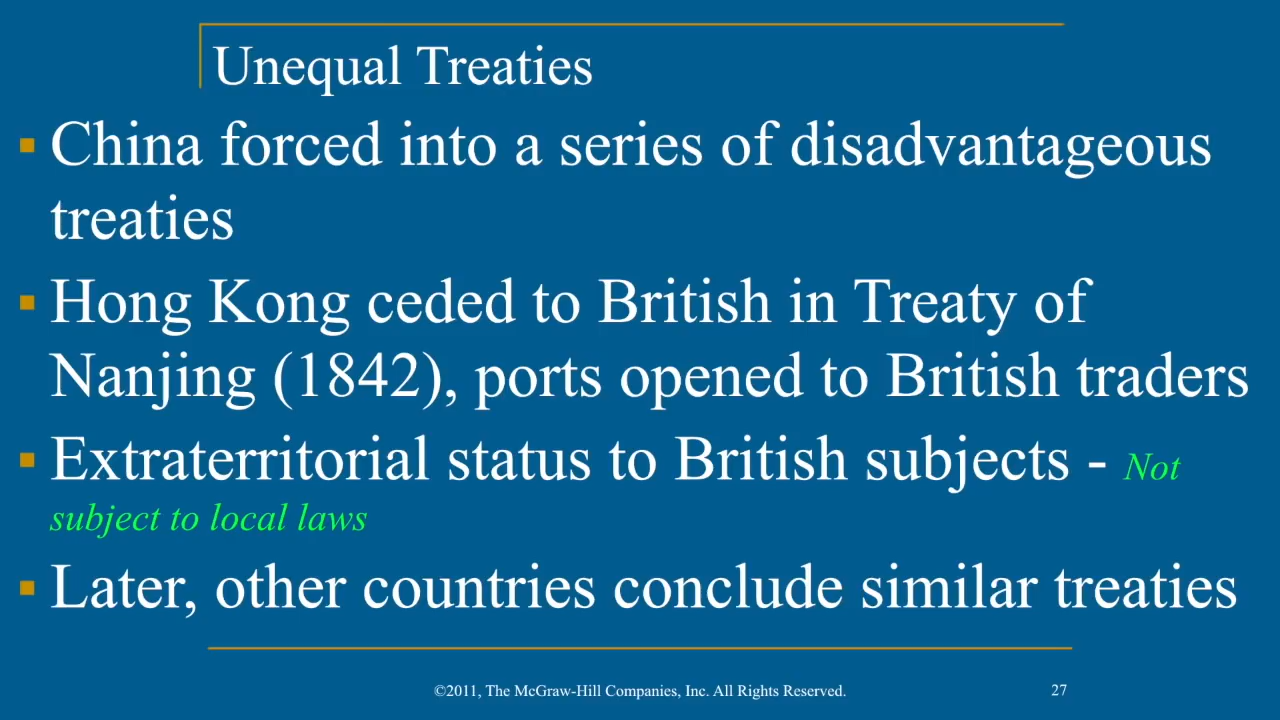 Unequal Treaties
China forced into a series of disadvantageous
treaties
Hong Kong ceded to British in Treaty of
Nanjing (1842), ports opened to British traders
Extraterritorial status to British subjects - Not
subject to local laws
Later, other countries conclude similar treaties
©2011, The McGraw-Hill Companies, Inc. All Rights Reserved.
27